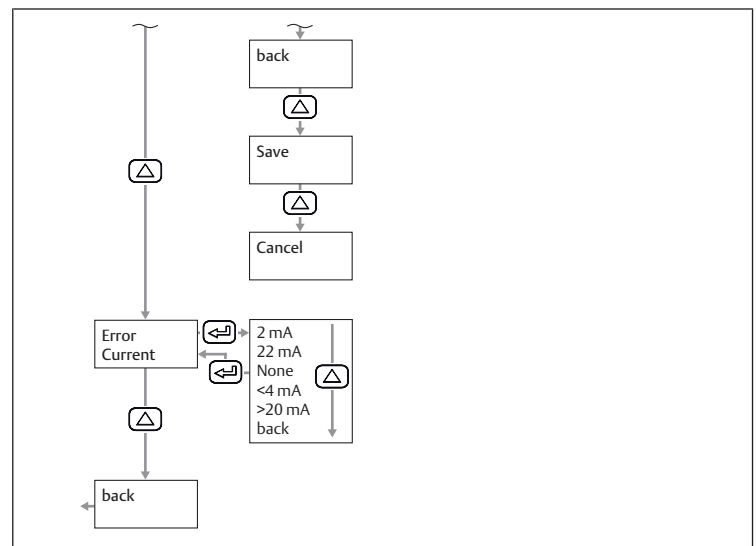 back
Save
Cancel
Error
Current
2 mA
22 mA
None
<4 mA
>20 mA
back
back